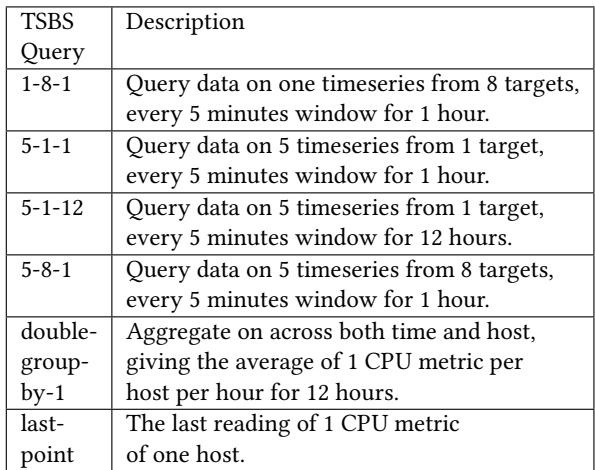 TSBS Query Description
1-8-1 Query data on one timeseries from 8 targets,
every 5 minutes window for 1 hour.
5-1-1 Query data on 5 timeseries from 1 target,
every 5 minutes window for 1 hour.
5-1-12 Query data on 5 timeseries from 1 target,
every 5 minutes window for 12 hours.
5-8-1 Query data on 5 timeseries from 8 targets,
every 5 minutes window for 1 hour.
double- Aggregate on across both time and host,
group- giving the average of 1 CPU metric per
by-1 host per hour for 12 hours.
last- The last reading of 1 CPU metric
point of one host.